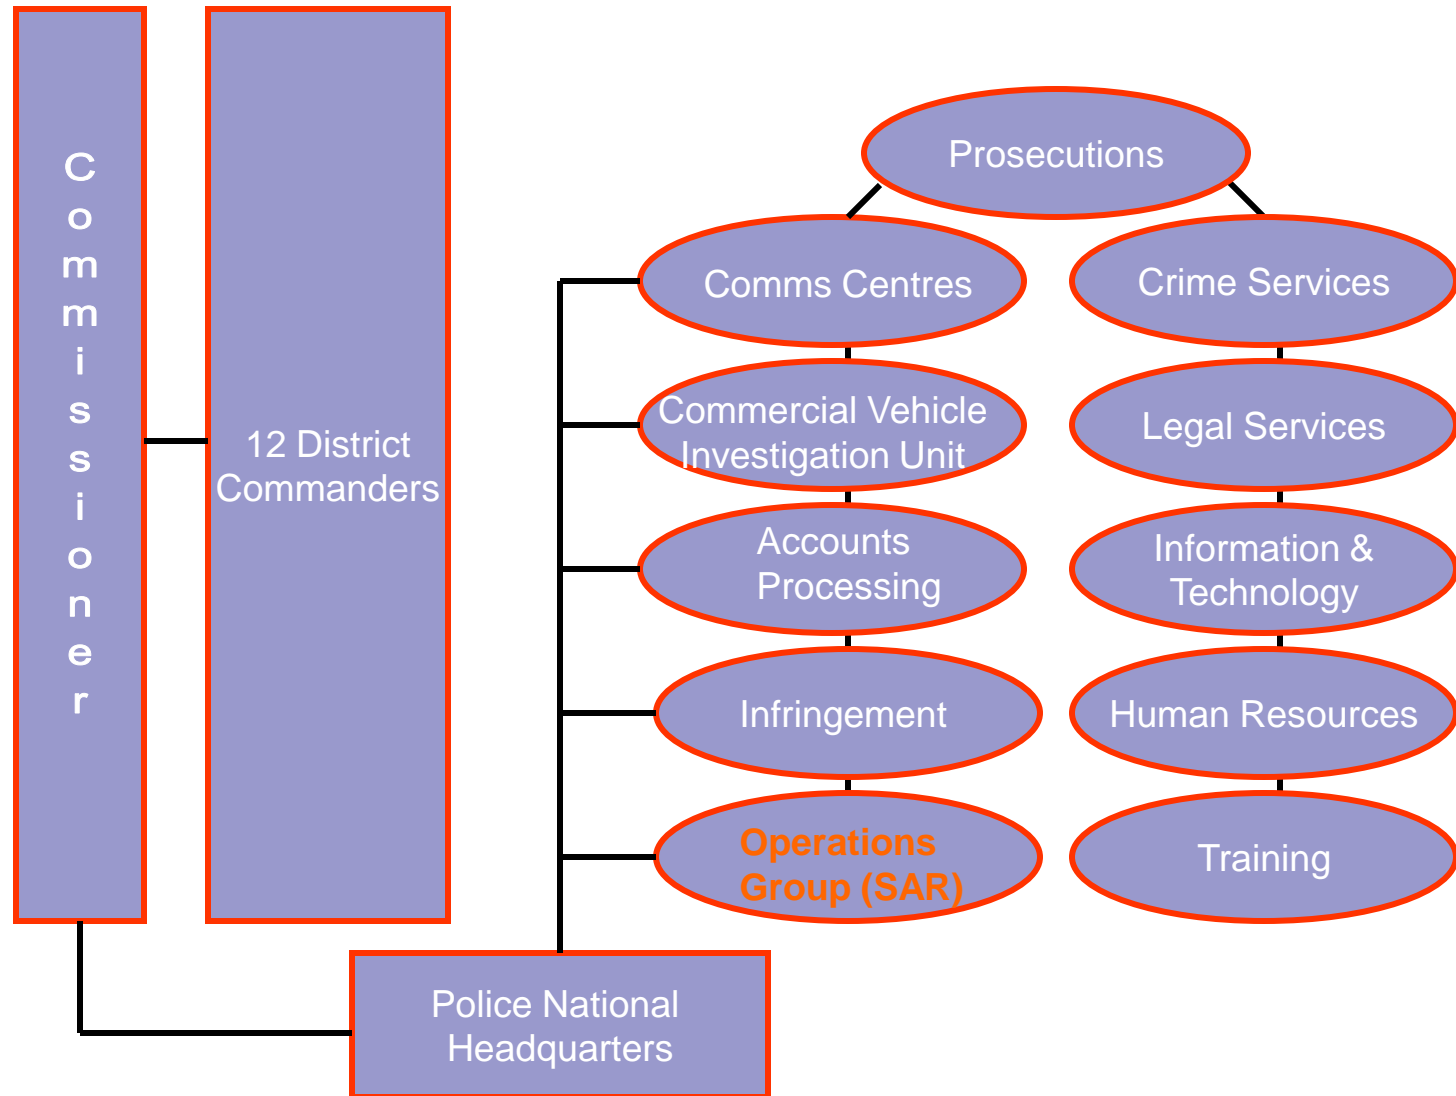 Commissioner
12 District
Commanders
Prosecutions
Comms Centres
Crime Services
Commercial Vehicle
Investigation Unit
Legal Services
Accounts
Processing
Information &
Technology
Infringement
Human Resources
Operations
Group (SAR)
Training
Police National
Headquarters